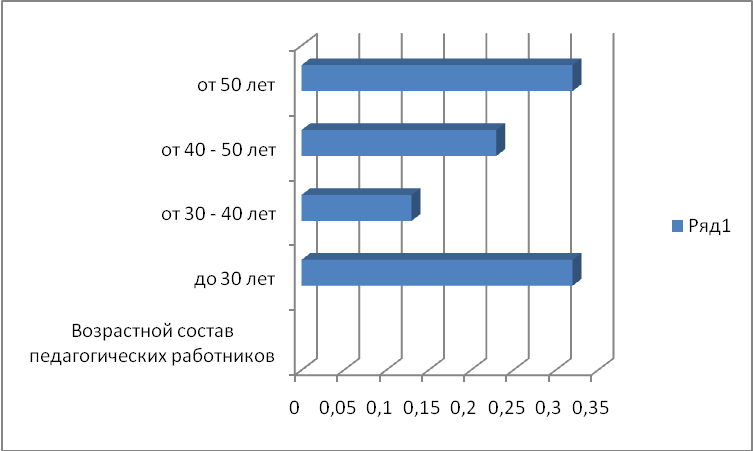 от 50 лет
от 40 - 50 лет
от 30 - 40 лет
до 30 лет
Возрастной состав
педагогических работников
0 0,05 0,1 0,15 0,2 0,25 0,3 0,35
Ряд1